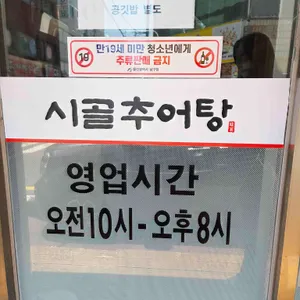 공깃밥 별도
만19세 미만 청소년에게
주류판매 금지
시골추어탕
영업시간
오전10시-오후8시